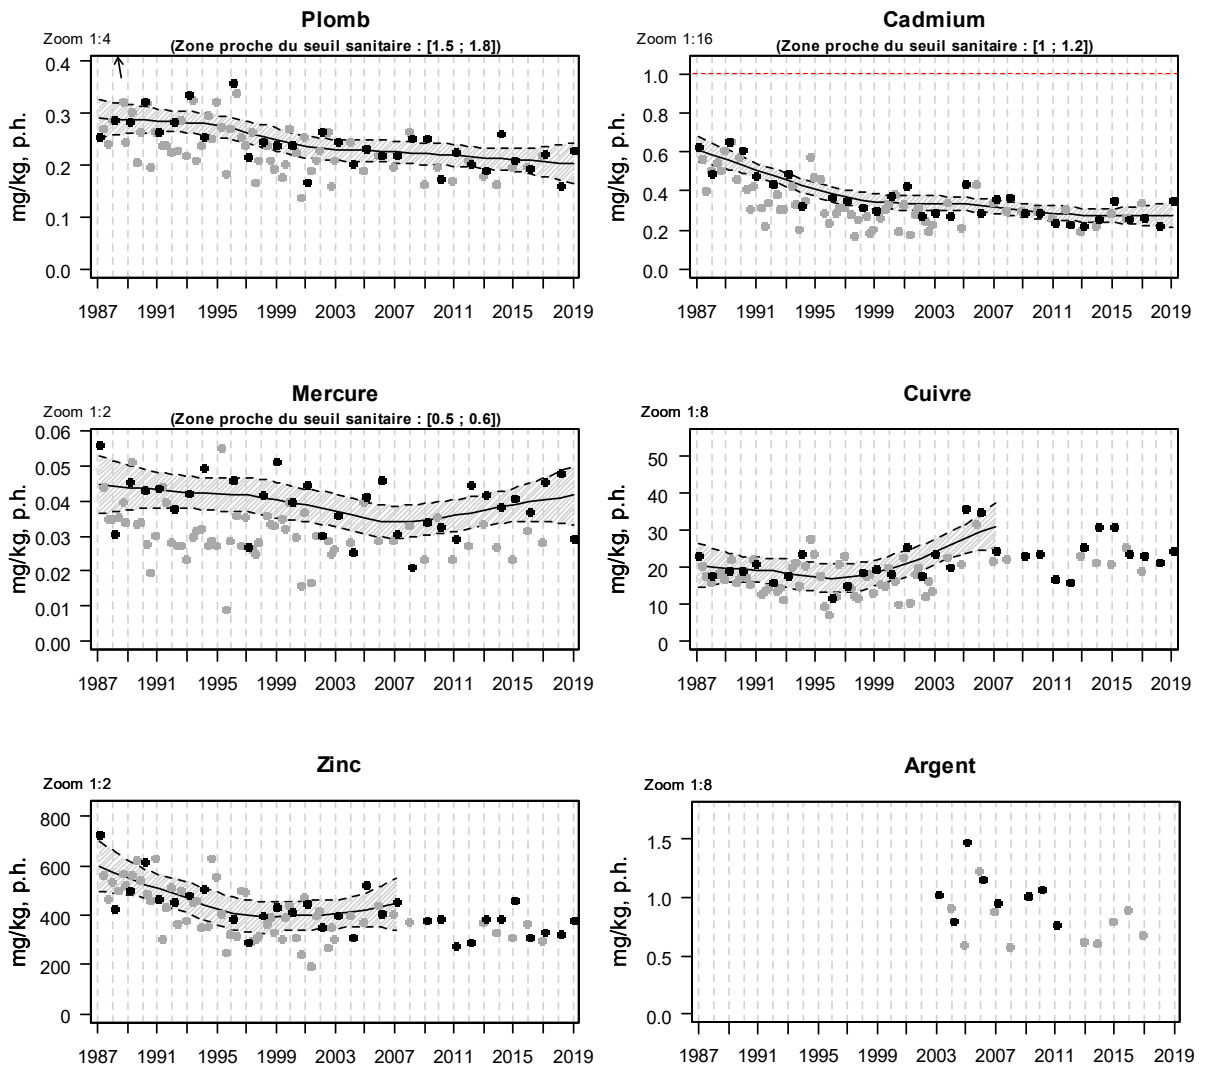 Plomb
Zoom 1:4
(Zone proche du seuil sanitaire : [1.5 ; 1.8])
mg/kg, p.h.
0.4
0.3
0.2
0.1
0.0
1987 1991 1995 1999 2003 2007 2011 2015 2019
Cadmium
Zoom 1:16
(Zone proche du seuil sanitaire : [1 ; 1.2])
mg/kg, p.h.
1.0
0.8
0.6
0.4
0.2
0.0
1987 1991 1995 1999 2003 2007 2011 2015 2019
Mercure
Zoom 1:2
(Zone proche du seuil sanitaire : [0.5 ; 0.6])
mg/kg, p.h.
0.06
0.05
0.04
0.03
0.02
0.01
0.00
1987 1991 1995 1999 2003 2007 2011 2015 2019
Cuivre
Zoom 1:8
mg/kg, p.h.
50
40
30
20
10
0
1987 1991 1995 1999 2003 2007 2011 2015 2019
Zinc
Zoom 1:2
mg/kg, p.h.
800
600
400
200
0
1987 1991 1995 1999 2003 2007 2011 2015 2019
Argent
Zoom 1:8
mg/kg, p.h.
1.5
1.0
0.5
0.0
1987 1991 1995 1999 2003 2007 2011 2015 2019